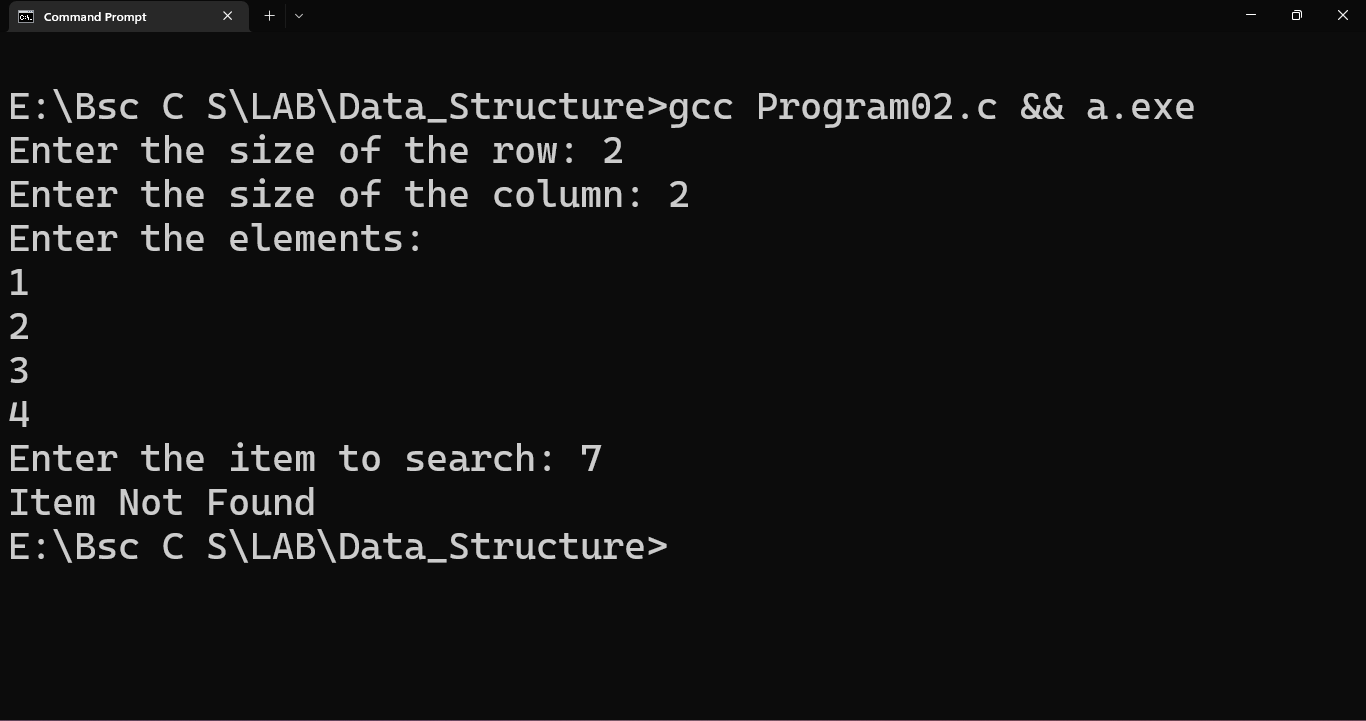 Command Prompt
E:\Bsc C S\LAB\Data_Structure>gcc Program02.c && a.exe
Enter the size of the row: 2
Enter the size of the column: 2
Enter the elements:
1
2
3
4
Enter the item to search: 7
Item Not Found
E:\Bsc C S\LAB\Data_Structure>